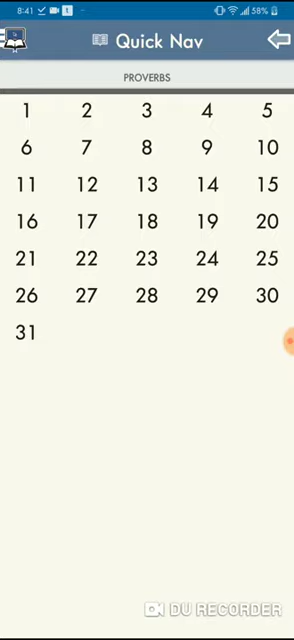 8:41 58%
Quick Nav
PROVERBS
1 2 3 4 5
6 7 8 9 10
11 12 13 14 15
16 17 18 19 20
21 22 23 24 25
26 27 28 29 30
31
DU RECORDER